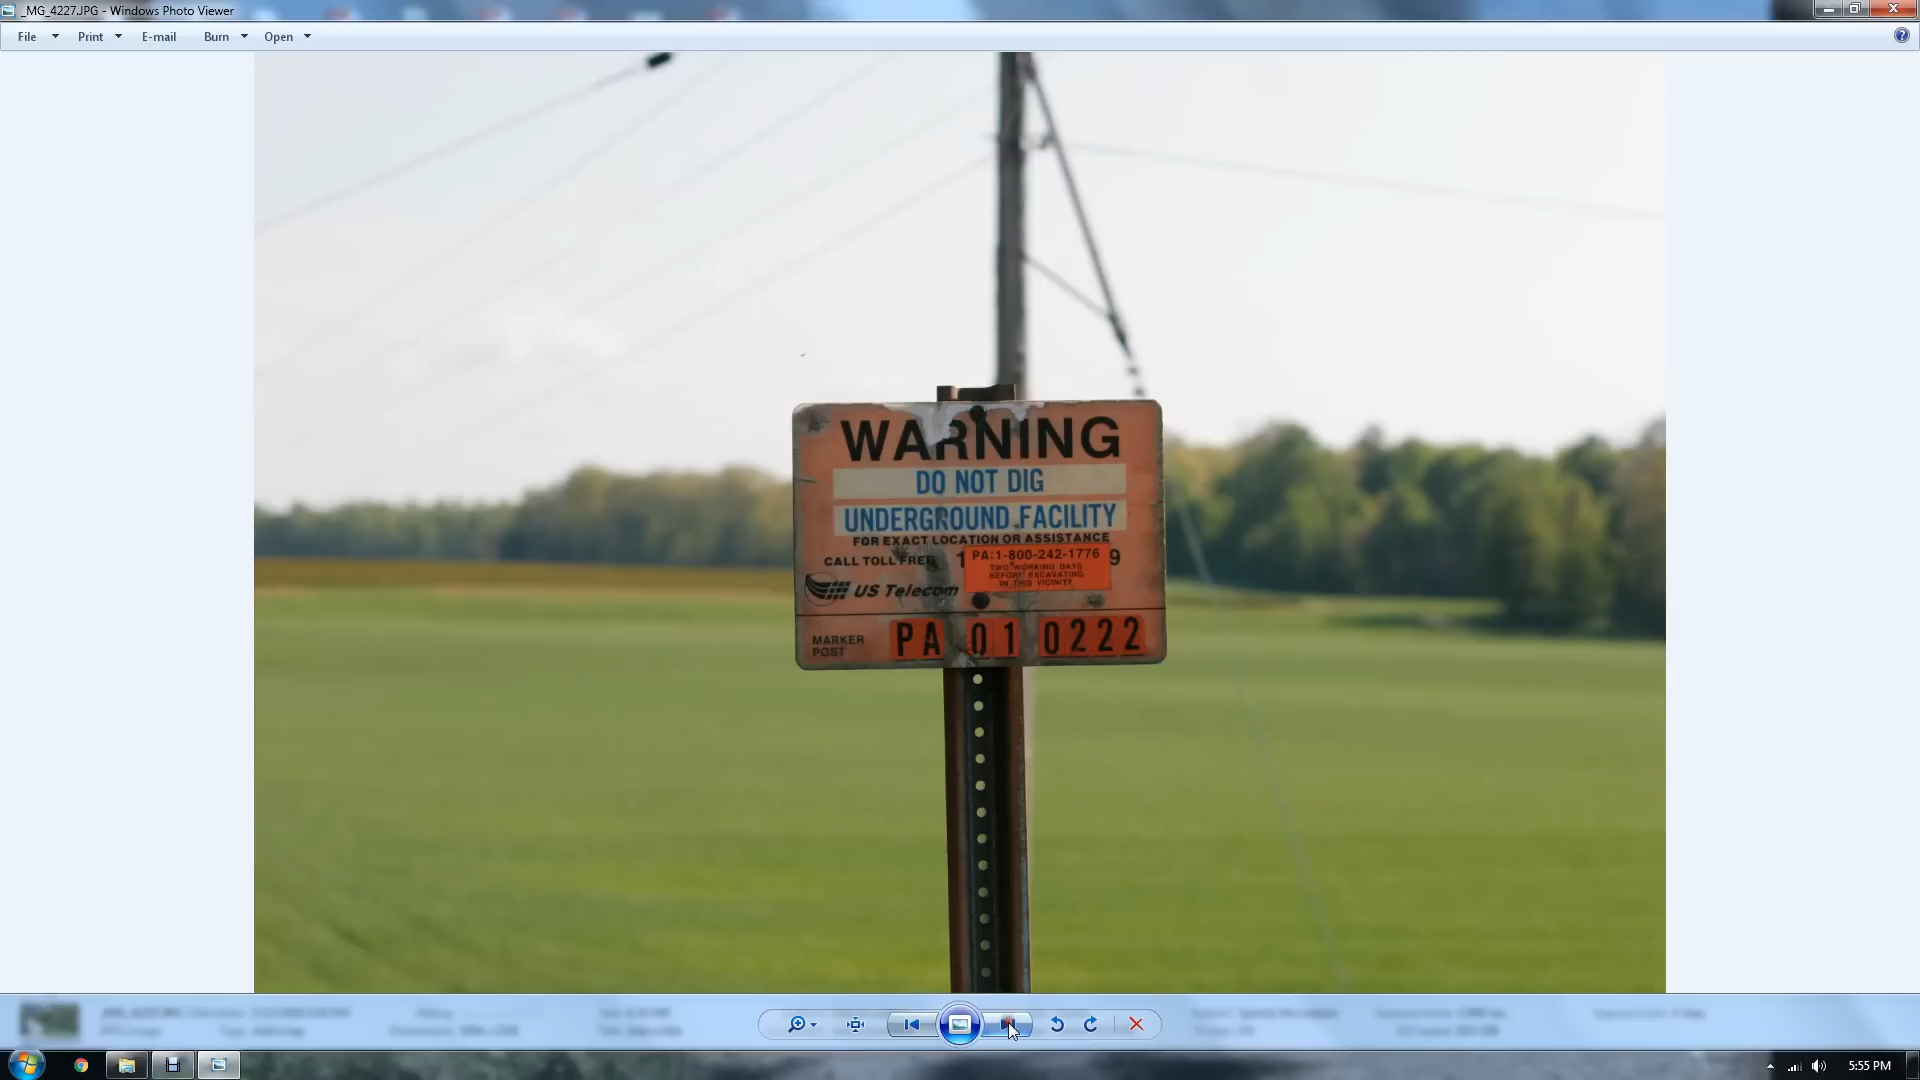 _MG_4227.JPG - Windows Photo Viewer
File Print E-mail Burn Open
WARNING
DO NOT DIG
UNDERGROUND FACILITY
FOR EXACT LOCATION OR ASSISTANCE
CALL TOLL FREE 1 9
PA:1-800-242-1776
TWO WORKING DAYS
BEFORE EXCAVATING
IN THIS VICINITY
US Telecom
MARKER
POST
PA 01 0222
5:55 PM